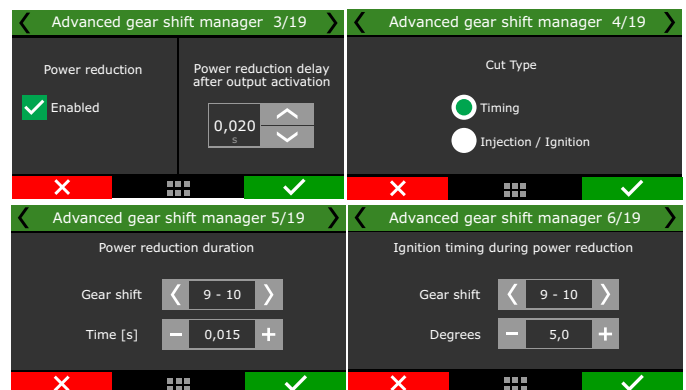 Advanced gear shift manager 3/19
Power reduction
Enabled
Power reduction delay
after output activation
0,020
s
Advanced gear shift manager 4/19
Cut Type
Timing
Injection / Ignition
Advanced gear shift manager 5/19
Power reduction duration
Gear shift 9 - 10
Time [s] 0,015
Advanced gear shift manager 6/19
Ignition timing during power reduction
Gear shift 9 - 10
Degrees 5,0